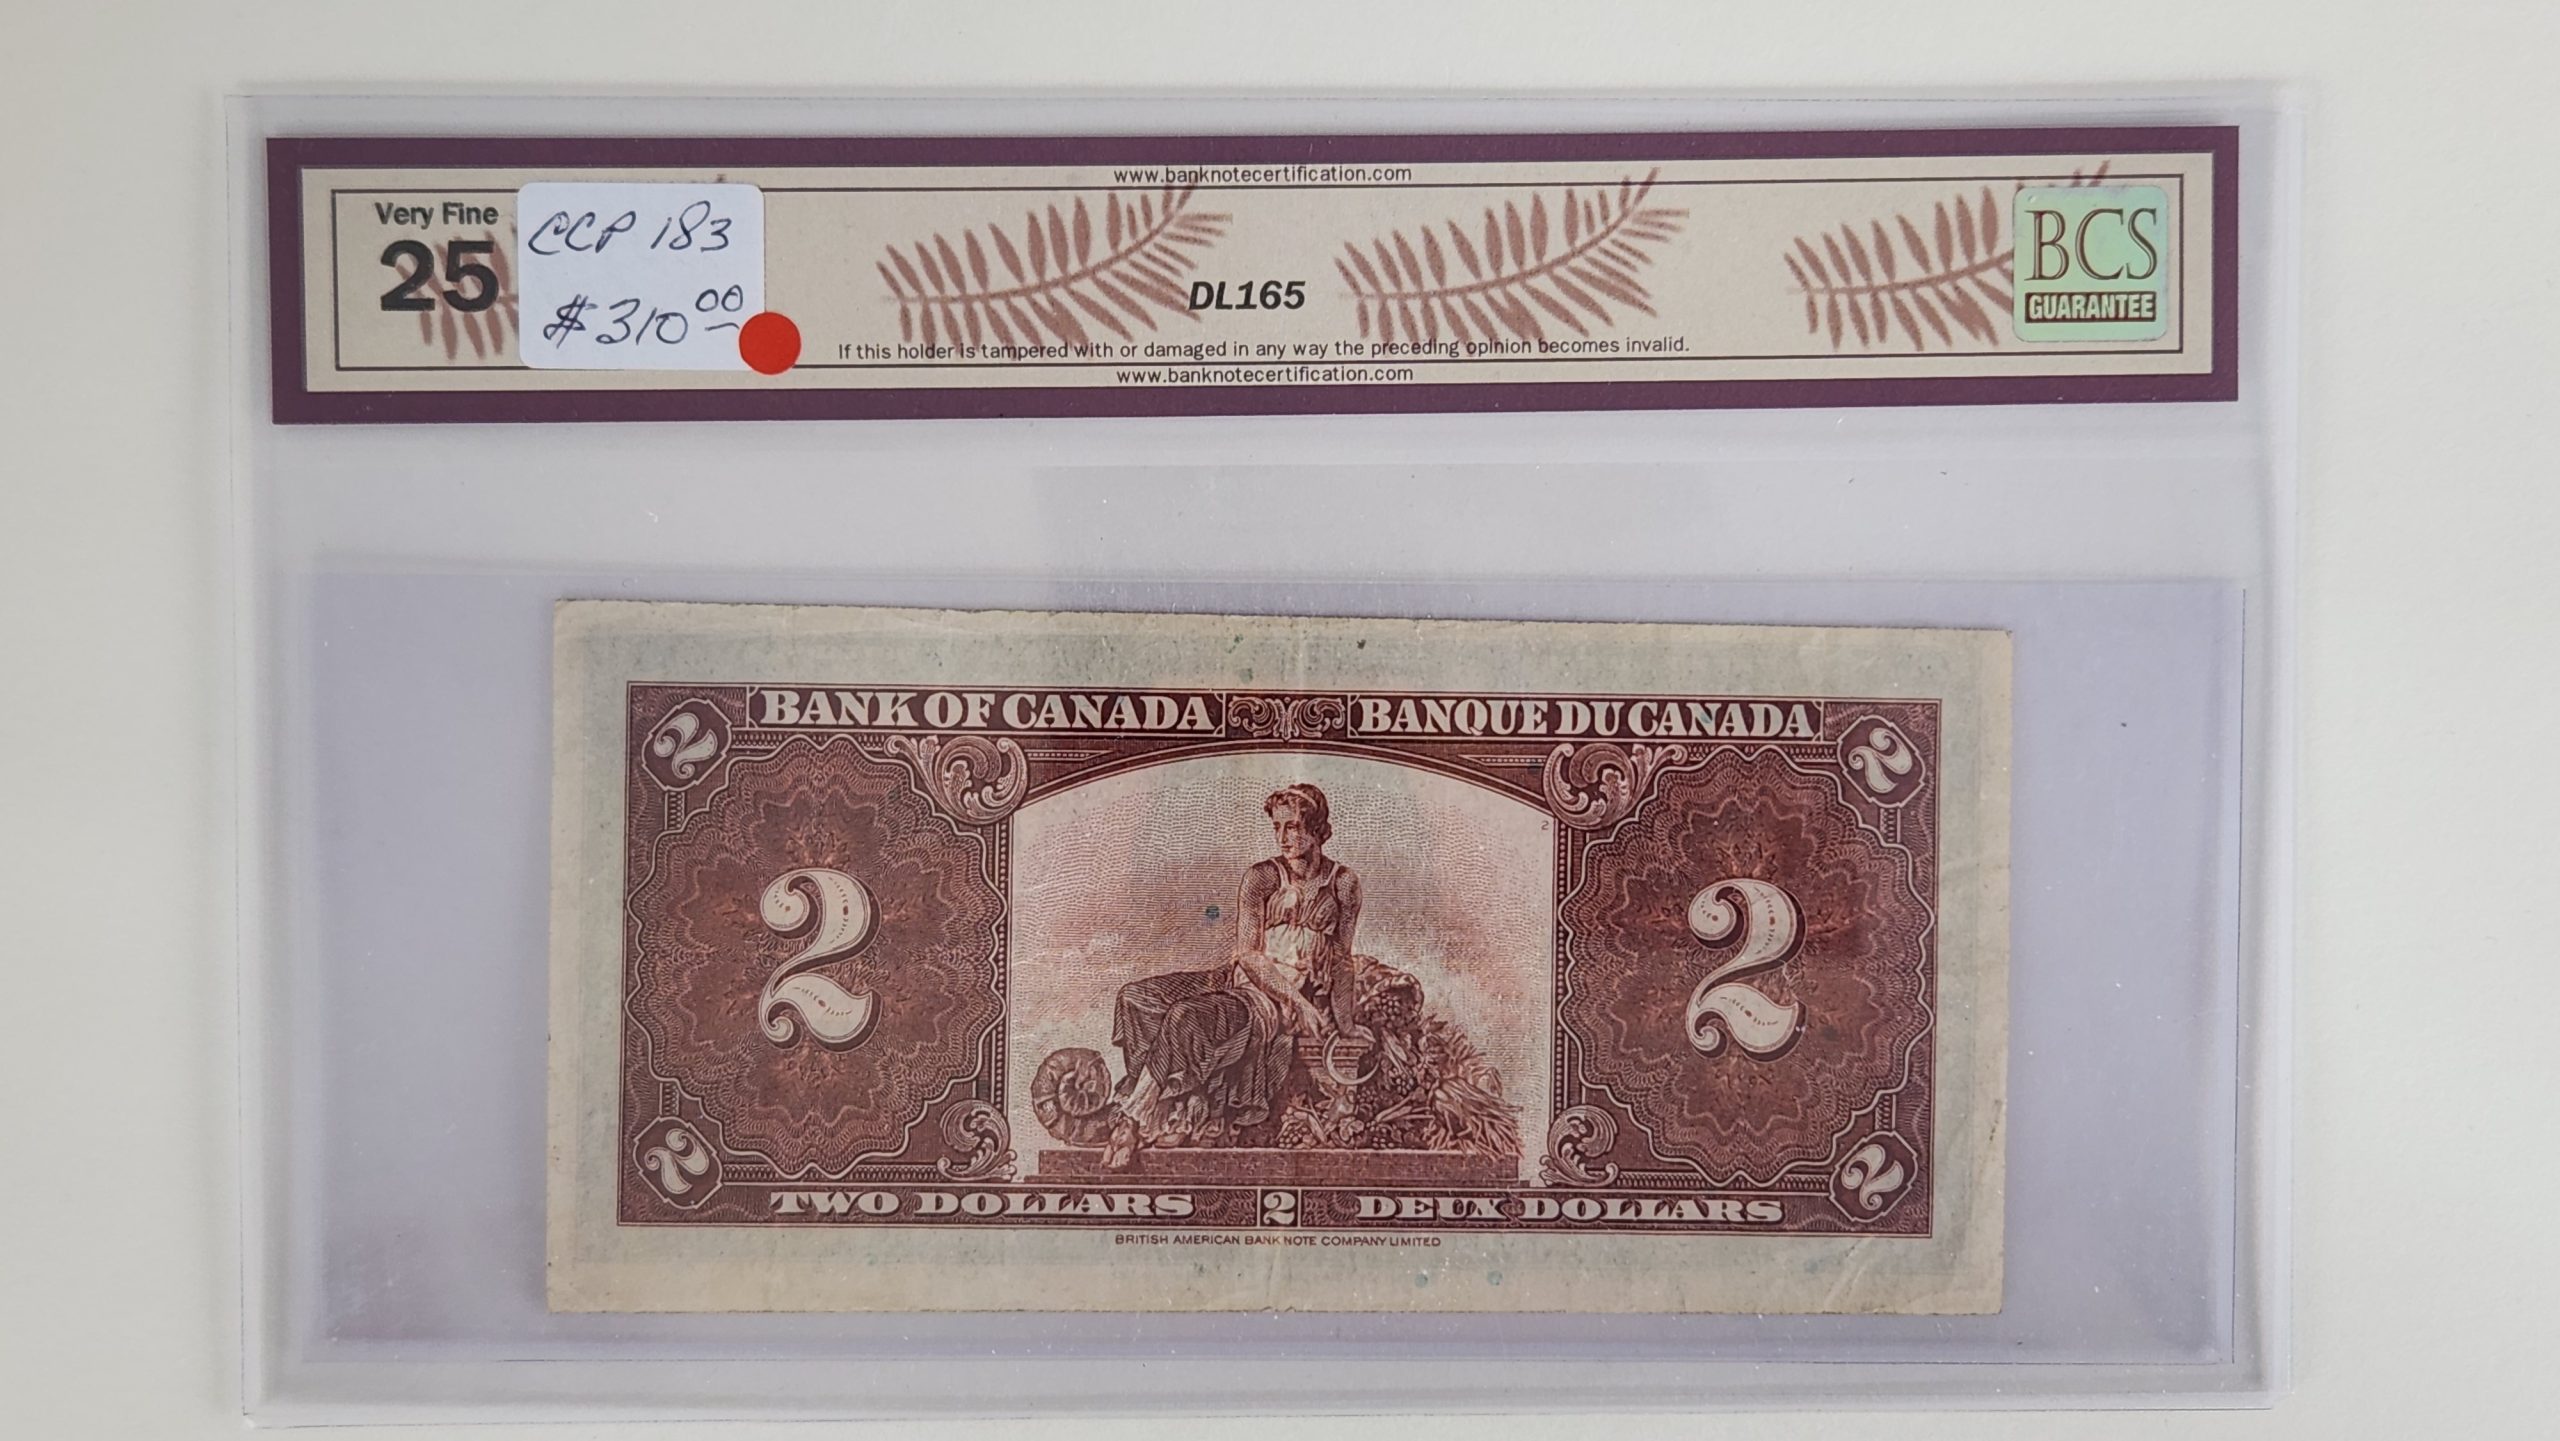 www.banknotecertification.com
Very Fine
25
CCP 183
$310.00
DL165
BCS
GUARANTEE
If this holder is tampered with or damaged in any way the preceding opinion becomes invalid.
www.banknotecertification.com
2 BANK OF CANADA BANQUE DU CANADA 2
2
2 2
2 TWO DOLLARS 2 DEUX DOLLARS 2
BRITISH AMERICAN BANK NOTE COMPANY LIMITED